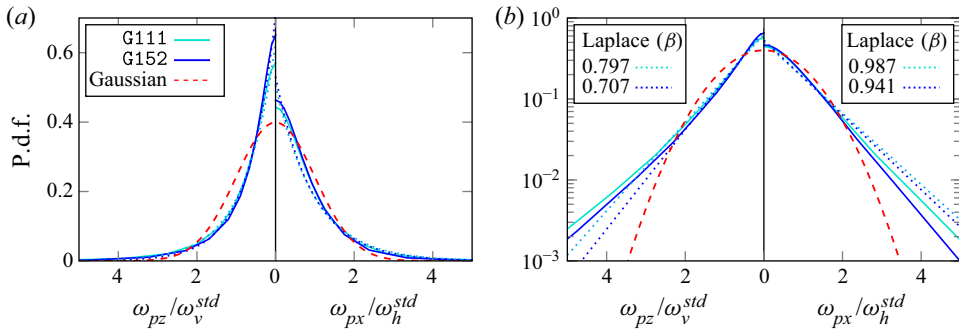 (a)
G111
G152
Gaussian
P.d.f.
0.6
0.4
0.2
0
4 2 0 2 4
ω_pz/ω_v^std ω_px/ω_h^std
(b)
10^0
10^−1
10^−2
10^−3
Laplace (β)
0.797
0.707
Laplace (β)
0.987
0.941
10^−3
4 2 0 2 4
ω_pz/ω_v^std ω_px/ω_h^std